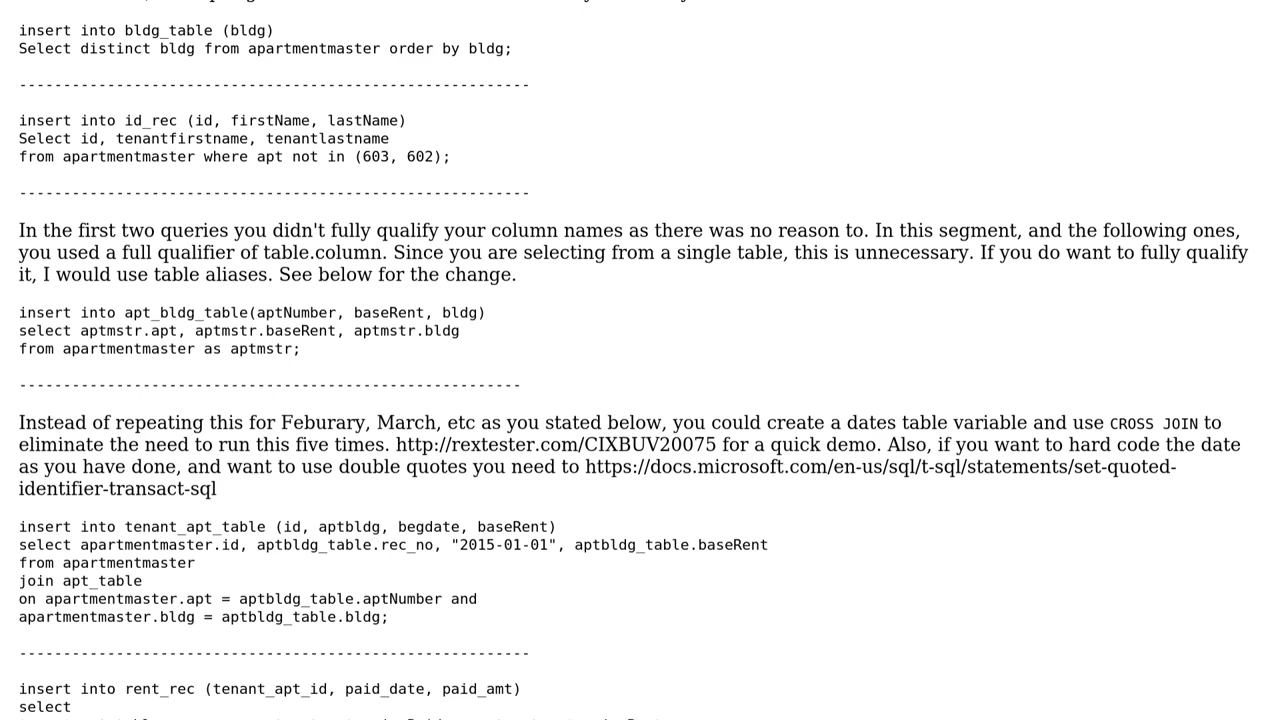 insert into bldg_table (bldg)
Select distinct bldg from apartmentmaster order by bldg;
----------------------------------------------------------
insert into id_rec (id, firstName, lastName)
Select id, tenantfirstname, tenantlastname
from apartmentmaster where apt not in (603, 602);
----------------------------------------------------------
In the first two queries you didn't fully qualify your column names as there was no reason to. In this segment, and the following ones,
you used a full qualifier of table.column. Since you are selecting from a single table, this is unnecessary. If you do want to fully qualify
it, I would use table aliases. See below for the change.
insert into apt_bldg_table(aptNumber, baseRent, bldg)
select aptmstr.apt, aptmstr.baseRent, aptmstr.bldg
from apartmentmaster as aptmstr;
---------------------------------------------------------
Instead of repeating this for Feburary, March, etc as you stated below, you could create a dates table variable and use CROSS JOIN to
eliminate the need to run this five times. http://rextester.com/CIXBUV20075 for a quick demo. Also, if you want to hard code the date
as you have done, and want to use double quotes you need to https://docs.microsoft.com/en-us/sql/t-sql/statements/set-quoted-
identifier-transact-sql
insert into tenant_apt_table (id, aptbldg, begdate, baseRent)
select apartmentmaster.id, aptbldg_table.rec_no, "2015-01-01", aptbldg_table.baseRent
from apartmentmaster
join apt_table
on apartmentmaster.apt = aptbldg_table.aptNumber and
apartmentmaster.bldg = aptbldg_table.bldg;
----------------------------------------------------------
insert into rent_rec (tenant_apt_id, paid_date, paid_amt)
select